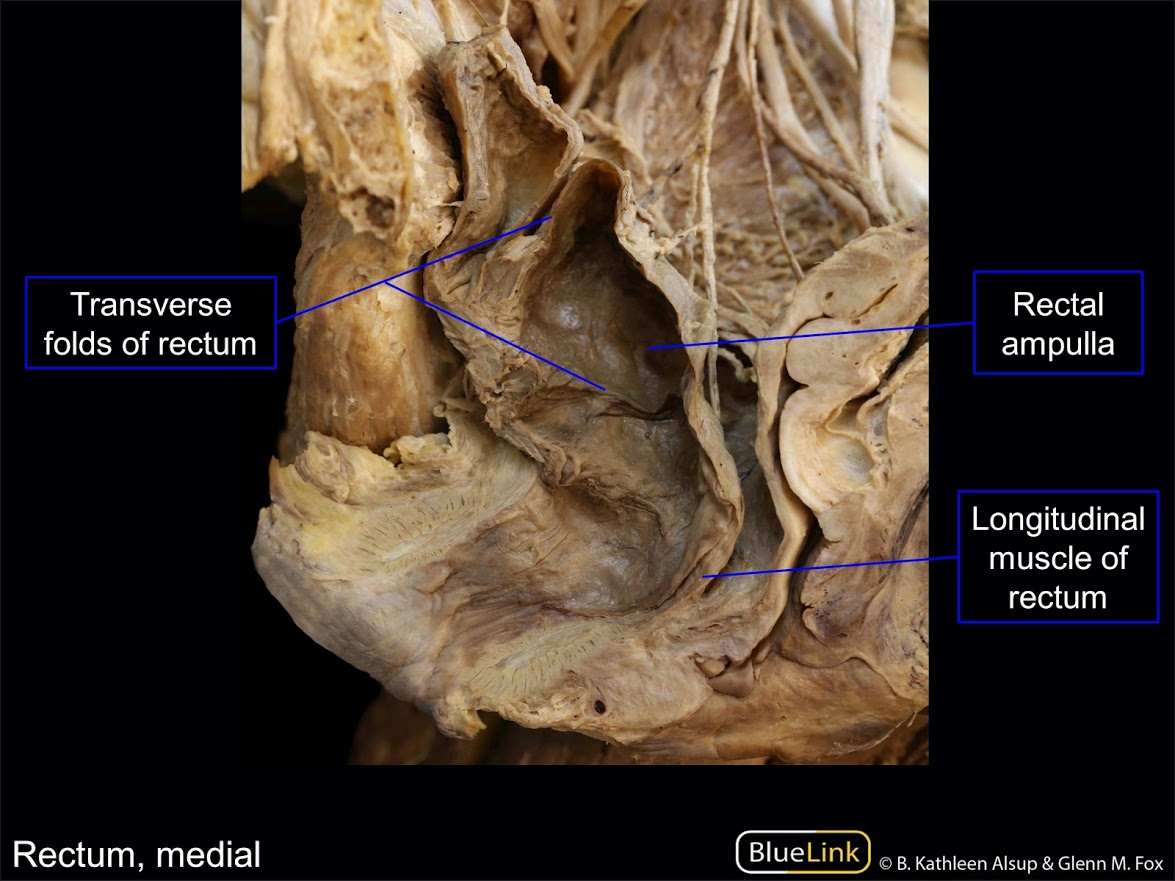 Transverse
folds of rectum
Rectal
ampulla
Longitudinal
muscle of
rectum
Rectum, medial
BlueLink
© B. Kathleen Alsup & Glenn M. Fox